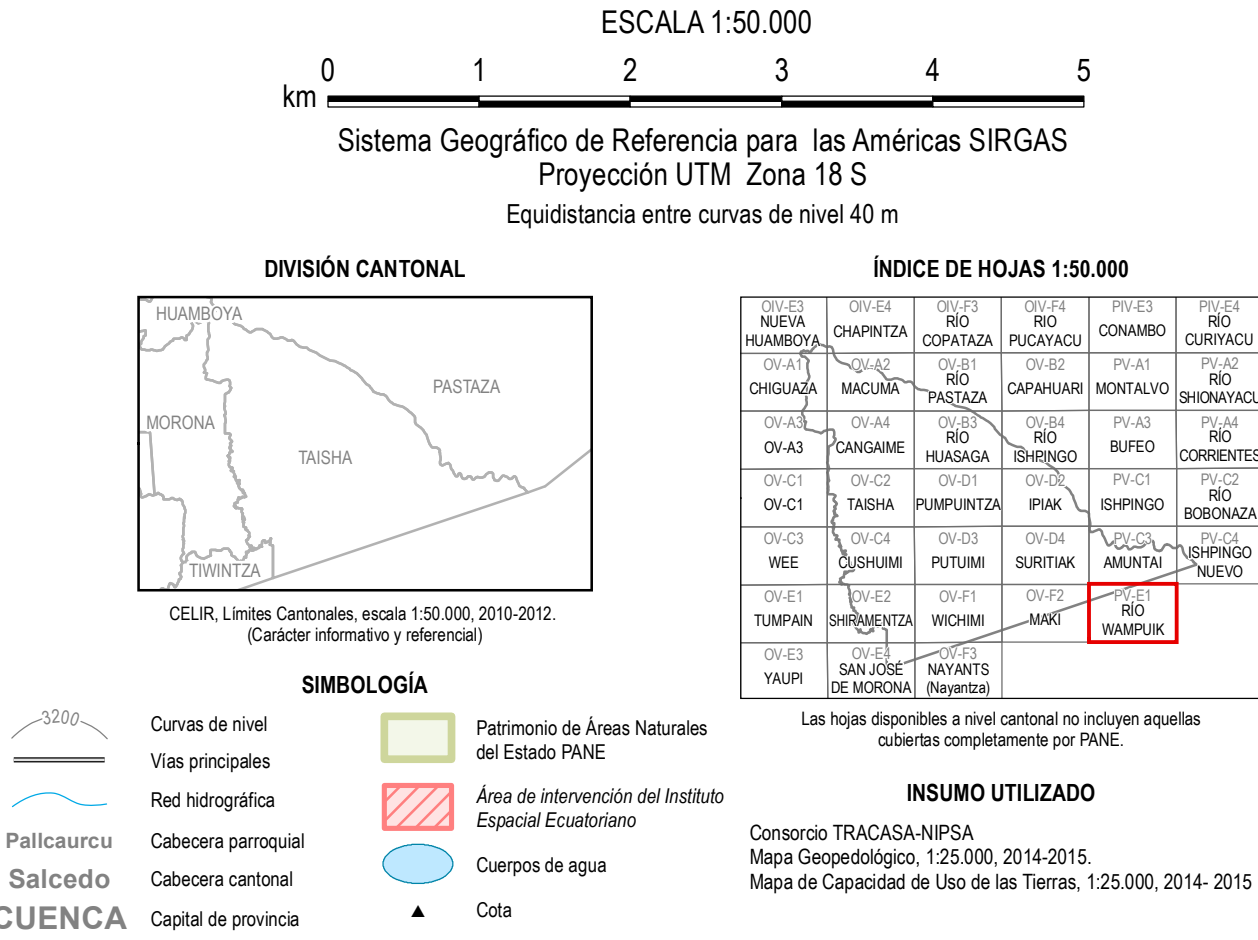 ESCALA 1:50.000
0 1 2 3 4 5
km
Sistema Geográfico de Referencia para las Américas SIRGAS
Proyección UTM Zona 18 S
Equidistancia entre curvas de nivel 40 m
DIVISIÓN CANTONAL
HUAMBOYA
PASTAZA
MORONA
TAISHA
TIWINTZA
CELIR, Límites Cantonales, escala 1:50.000, 2010-2012.
(Carácter informativo y referencial)
ÍNDICE DE HOJAS 1:50.000
OIV-E3 OIV-E4 OIV-F3 OIV-F4 PIV-E3 PIV-E4
NUEVA HUAMBOYA CHAPINTZA RÍO COPATAZA RIO PUCAYACU CONAMBO RÍO CURIYACU
OV-A1 OV-A2 OV-B1 OV-B2 PV-A1 PV-A2
CHIGUAZA MACUMA RÍO PASTAZA CAPAHUARI MONTALVO RÍO SHIONAYACU
OV-A3 OV-A4 OV-B3 OV-B4 PV-A3 PV-A4
OV-A3 CANGAIME RÍO HUASAGA RÍO ISHPINGO BUFEO RÍO CORRIENTES
OV-C1 OV-C2 OV-D1 OV-D2 PV-C1 PV-C2
OV-C1 TAISHA PUMPUINTZA IPIAK ISHPINGO RÍO BOBONAZA
OV-C3 OV-C4 OV-D3 OV-D4 PV-C3 PV-C4
WEE CUSHUIMI PUTUIMI SURITIAK AMUNTAI ISHPINGO NUEVO
OV-E1 OV-E2 OV-F1 OV-F2 PV-E1
TUMPAIN SHIRAMENTZA WICHIMI MAKI RÍO WAMPUIK
OV-E3 OV-E4 OV-F3
YAUPI SAN JOSÉ DE MORONA NAYANTS (Nayantza)
Las hojas disponibles a nivel cantonal no incluyen aquellas
cubiertas completamente por PANE.
SIMBOLOGÍA
3200
Curvas de nivel
Vías principales
Red hidrográfica
Pallcaurcu Cabecera parroquial
Salcedo Cabecera cantonal
CUENCA Capital de provincia
Patrimonio de Áreas Naturales
del Estado PANE
Área de intervención del Instituto
Espacial Ecuatoriano
Cuerpos de agua
Cota
INSUMO UTILIZADO
Consorcio TRACASA-NIPSA
Mapa Geopedológico, 1:25.000, 2014-2015.
Mapa de Capacidad de Uso de las Tierras, 1:25.000, 2014- 2015